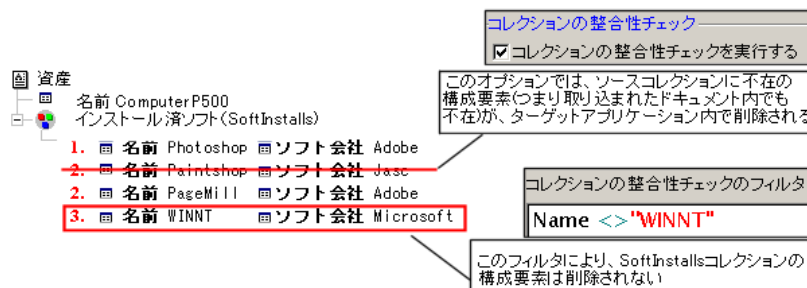 コレクションの整合性チェック
コレクションの整合性チェックを実行する
資産
名前 ComputerP500
インストール済ソフト(SoftInstalls)
このオプションでは、ソースコレクションに不在の
構成要素(つまり取り込まれたドキュメント内でも
不在)が、ターゲットアプリケーション内で削除される
1. 名前 Photoshop ソフト会社 Adobe
2. 名前 Paintshop ソフト会社 Jasc
2. 名前 PageMill ソフト会社 Adobe
3. 名前 WINNT ソフト会社 Microsoft
コレクションの整合性チェックのフィルタ
Name <>"WINNT"
このフィルタにより、SoftInstallsコレクションの
構成要素は削除されない